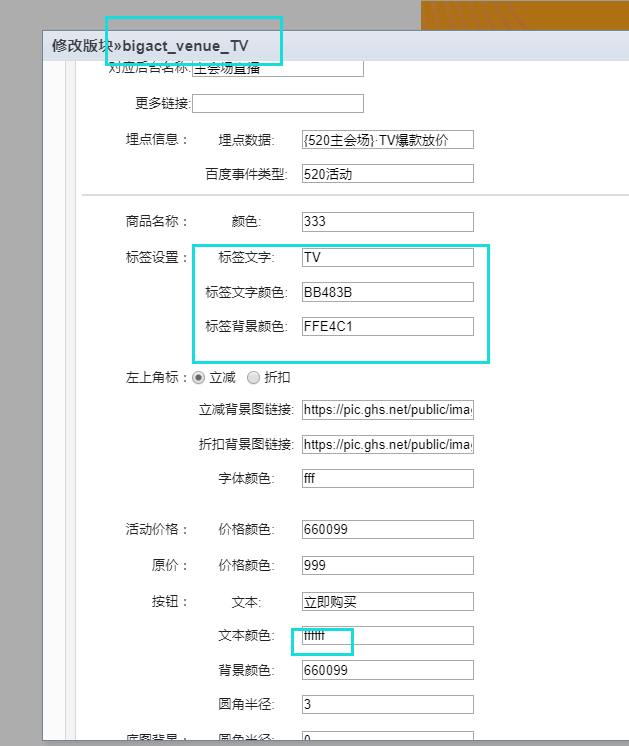 修改版块»bigact_venue_TV
对应后台名称: 主会场直播
更多链接:
埋点信息： 埋点数据: {520主会场}·TV爆款放价
百度事件类型: 520活动
商品名称： 颜色: 333
标签设置： 标签文字: TV
标签文字颜色: BB483B
标签背景颜色: FFE4C1
左上角标： 立减 折扣
立减背景图链接: https://pic.ghs.net/public/ima
折扣背景图链接: https://pic.ghs.net/public/ima
字体颜色: fff
活动价格： 价格颜色: 660099
原价： 价格颜色: 999
按钮： 文本: 立即购买
文本颜色: ffffff
背景颜色: 660099
圆角半径: 3
底图背景： 圆角半径: 0